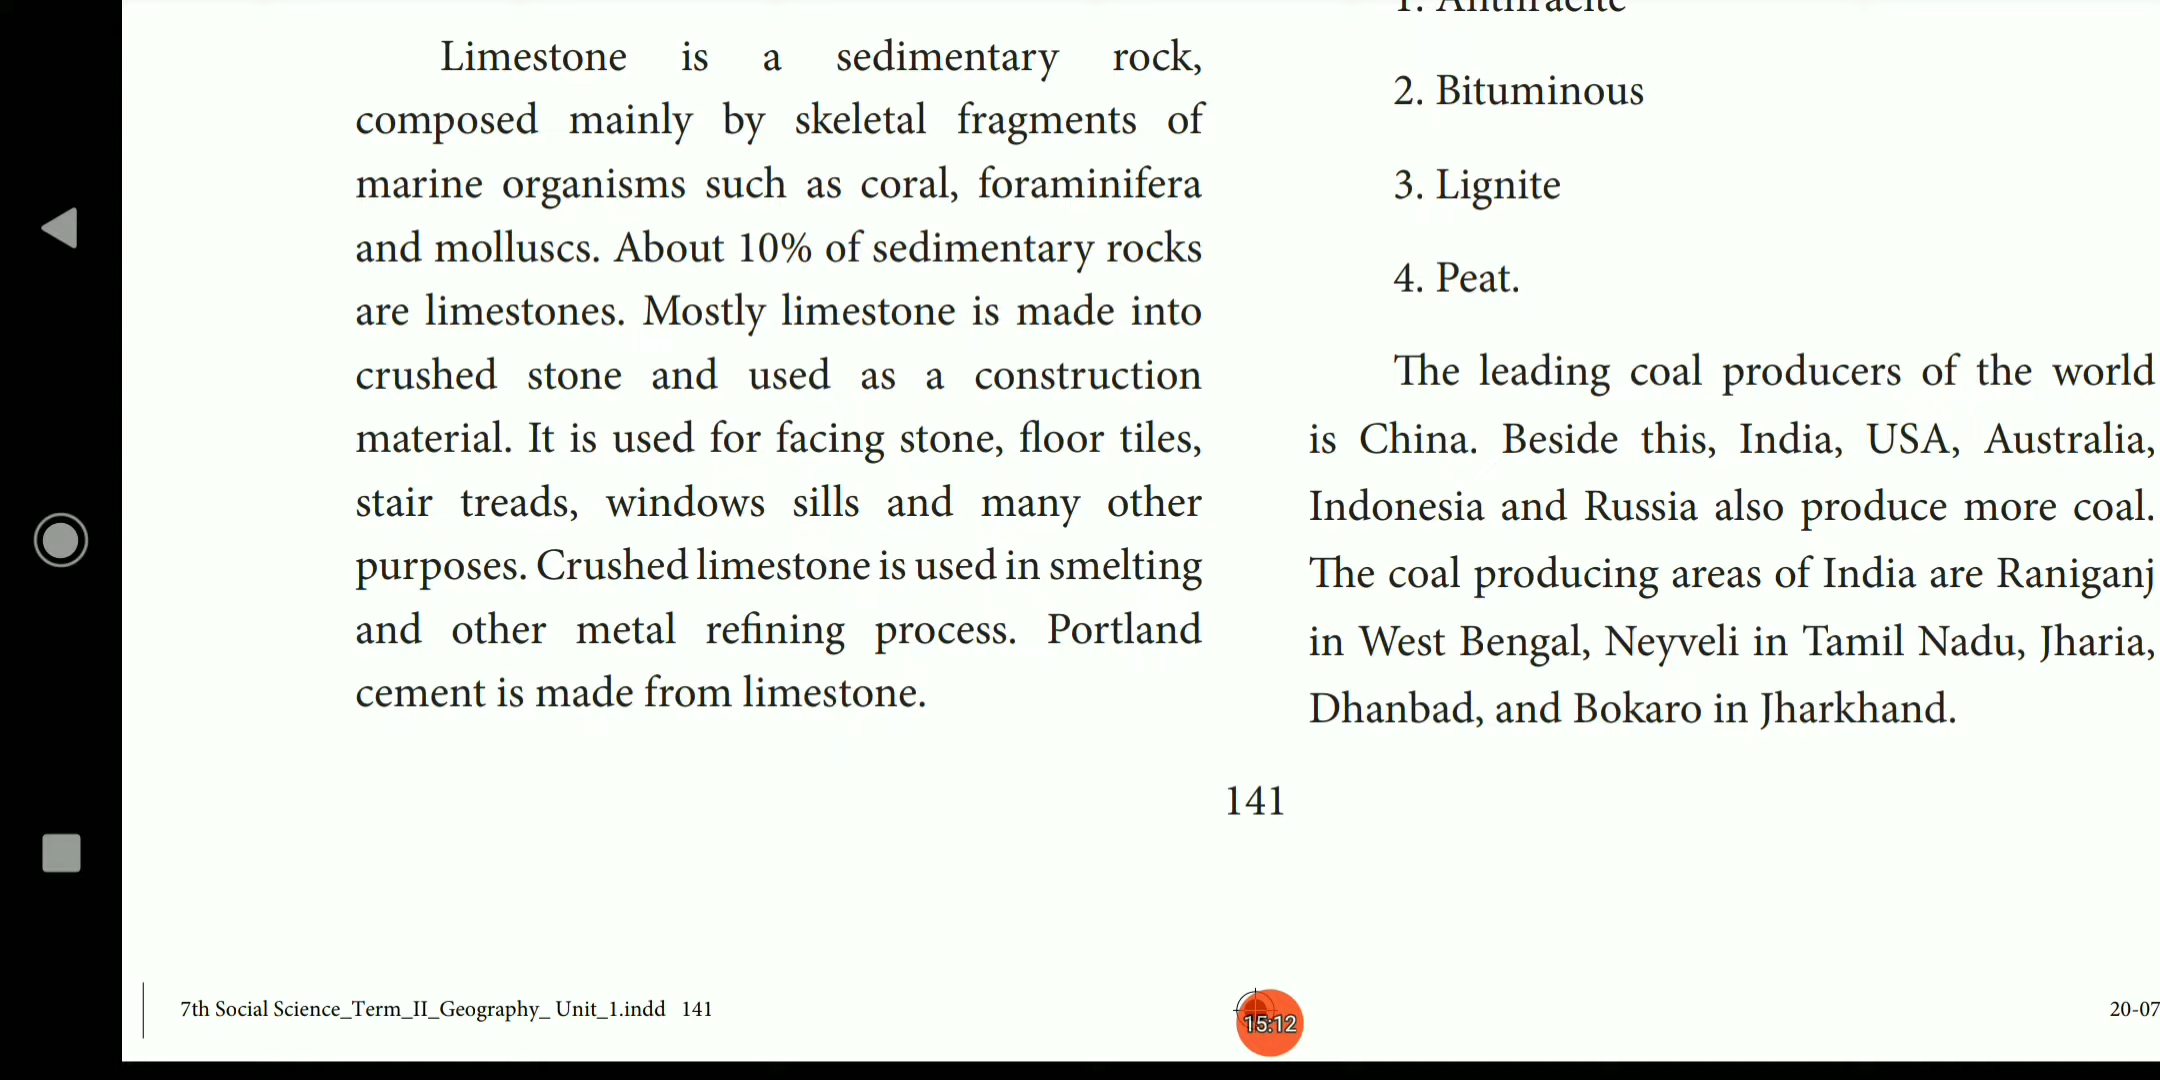 Limestone is a sedimentary rock,
composed mainly by skeletal fragments of
marine organisms such as coral, foraminifera
and molluscs. About 10% of sedimentary rocks
are limestones. Mostly limestone is made into
crushed stone and used as a construction
material. It is used for facing stone, floor tiles,
stair treads, windows sills and many other
purposes. Crushed limestone is used in smelting
and other metal refining process. Portland
cement is made from limestone.
1. Anthracite
2. Bituminous
3. Lignite
4. Peat.
The leading coal producers of the world
is China. Beside this, India, USA, Australia,
Indonesia and Russia also produce more coal.
The coal producing areas of India are Raniganj
in West Bengal, Neyveli in Tamil Nadu, Jharia,
Dhanbad, and Bokaro in Jharkhand.
141
7th Social Science_Term_II_Geography_ Unit_1.indd 141
15:12
20-07